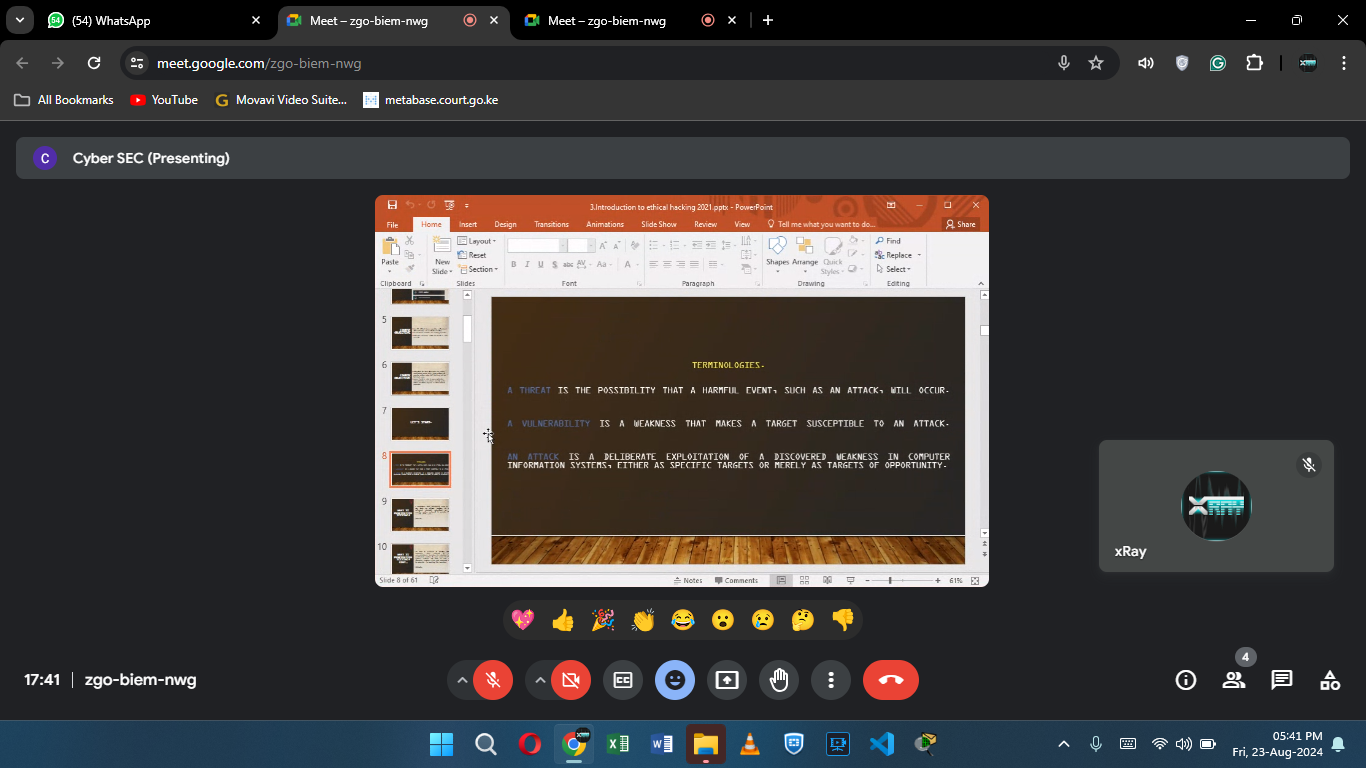 (54) WhatsApp
Meet – zgo-biem-nwg
Meet – zgo-biem-nwg
meet.google.com/zgo-biem-nwg
All Bookmarks
YouTube
Movavi Video Suite...
metabase.court.go.ke
C
Cyber SEC (Presenting)
3.Introduction to ethical hacking 2021.pptx - PowerPoint
File Home Insert Design Transitions Animations Slide Show Review View Tell me what you want to do... Share
Paste
Clipboard
New
Slide
Layout
Reset
Section
Slides
B I U S abc AV Aa A
Font
Paragraph
Shapes Arrange Quick
Styles
Drawing
Find
Replace
Select
Editing
5
6
7
8
9
10
TERMINOLOGIES.
A THREAT IS THE POSSIBILITY THAT A HARMFUL EVENT, SUCH AS AN ATTACK, WILL OCCUR.
A VULNERABILITY IS A WEAKNESS THAT MAKES A TARGET SUSCEPTIBLE TO AN ATTACK.
AN ATTACK IS A DELIBERATE EXPLOITATION OF A DISCOVERED WEAKNESS IN COMPUTER
INFORMATION SYSTEMS, EITHER AS SPECIFIC TARGETS OR MERELY AS TARGETS OF OPPORTUNITY.
Slide 8 of 61
Notes
Comments
61%
XRAY
xRay
17:41 | zgo-biem-nwg
4
05:41 PM
Fri, 23-Aug-2024